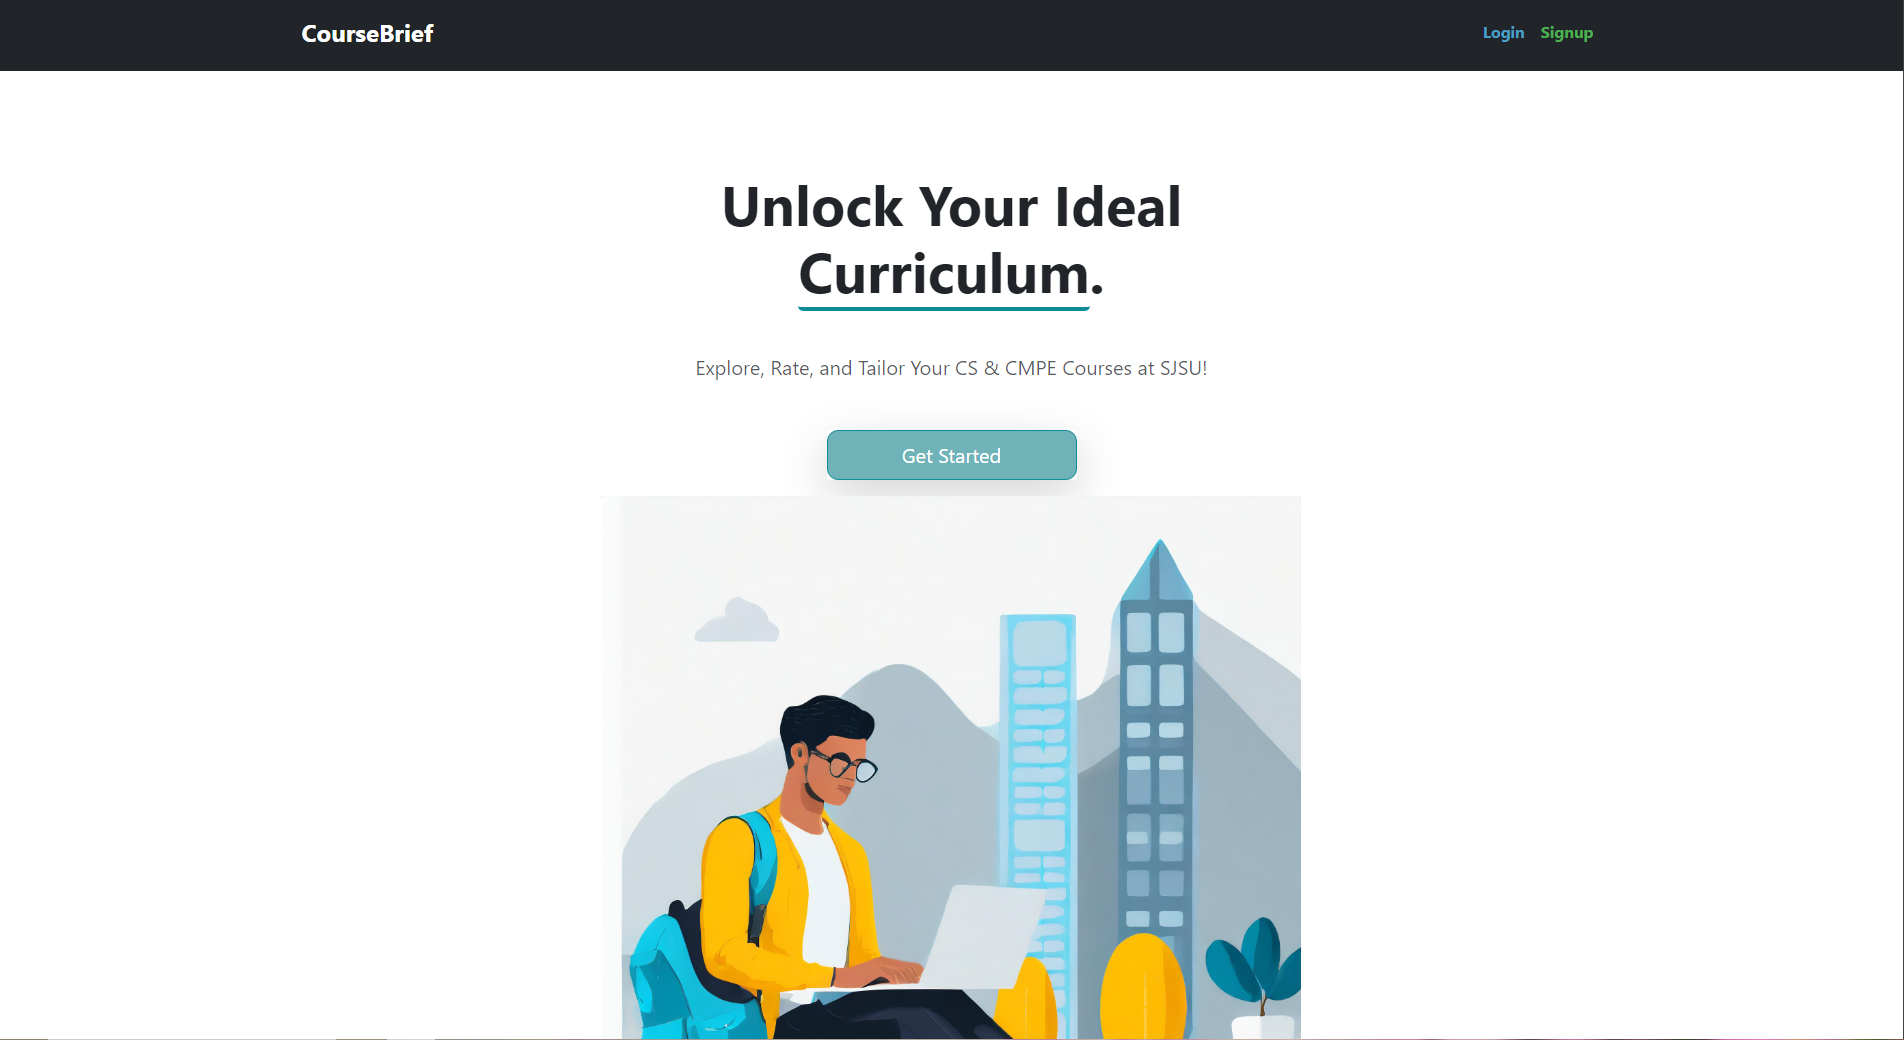 CourseBrief
Login Signup
Unlock Your Ideal
Curriculum.
Explore, Rate, and Tailor Your CS & CMPE Courses at SJSU!
Get Started